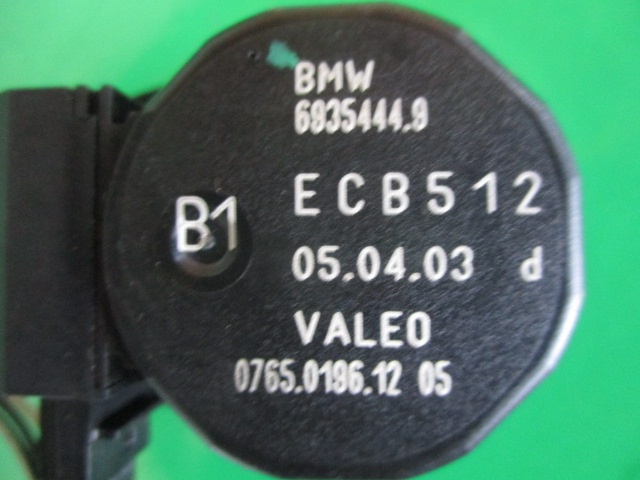 BMW
6935444.9
ECB512
B1
05.04.03 d
VALEO
0765.0196.12 05